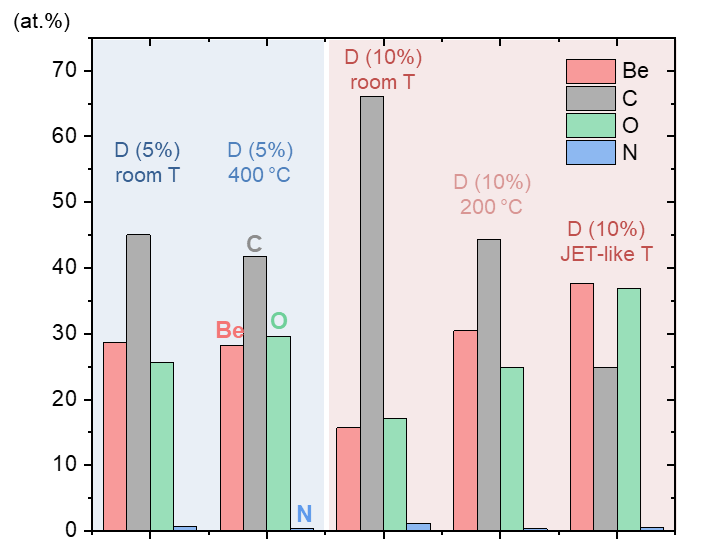 (at.%)
70
60
50
40
30
20
10
0
D (5%)
room T
D (5%)
400 °C
D (10%)
room T
D (10%)
200 °C
D (10%)
JET-like T
Be
C
O
N
Be
C
O
N